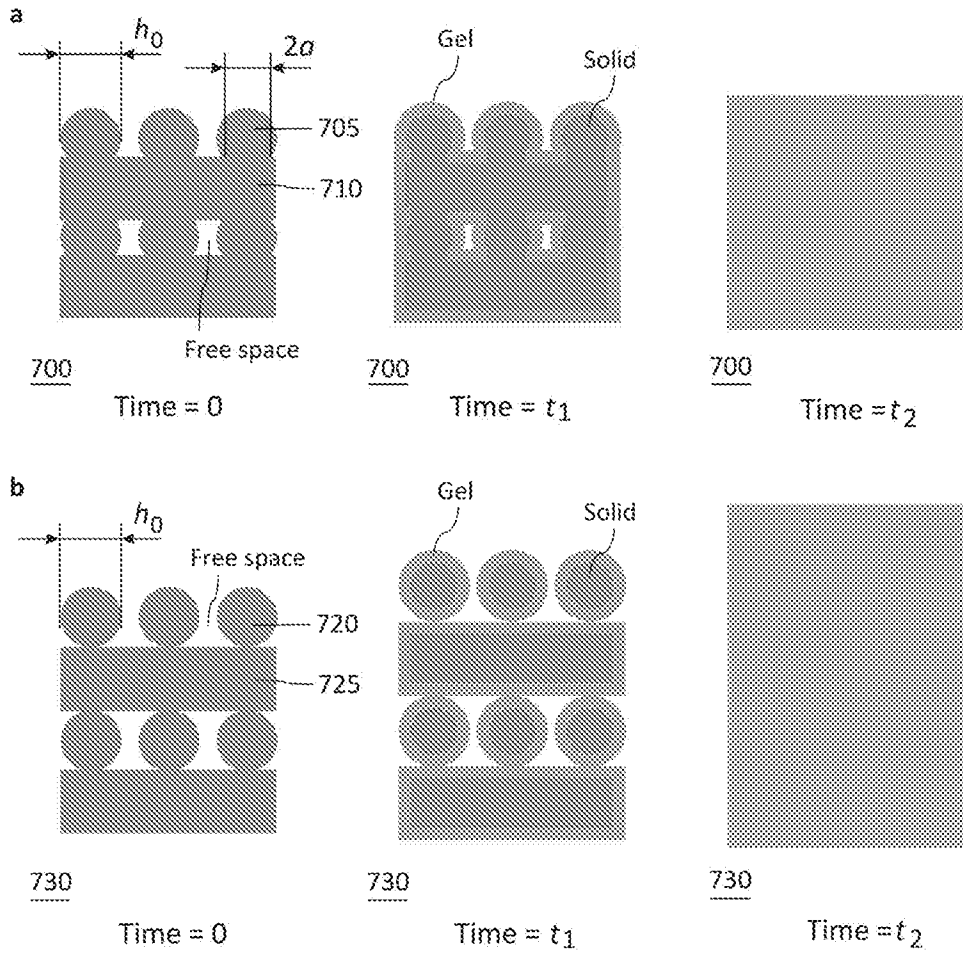 a
h0
2a
Gel
Solid
705
710
Free space
700
700
700
Time = 0
Time = t1
Time = t2
b
h0
Free space
Gel
Solid
720
725
730
730
730
Time = 0
Time = t1
Time = t2